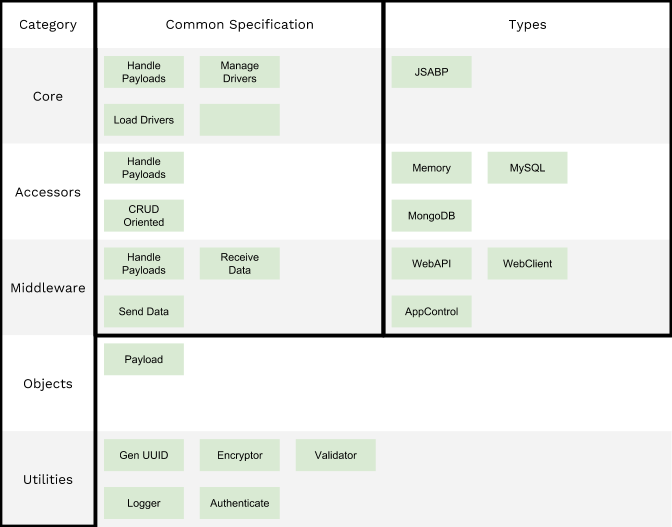 Category
Common Specification
Types
Core
Handle
Payloads
Manage
Drivers
Load Drivers
JSABP
Accessors
Handle
Payloads
CRUD
Oriented
Memory
MySQL
MongoDB
Middleware
Handle
Payloads
Receive
Data
Send Data
WebAPI
WebClient
AppControl
Objects
Payload
Utilities
Gen UUID
Encryptor
Validator
Logger
Authenticate